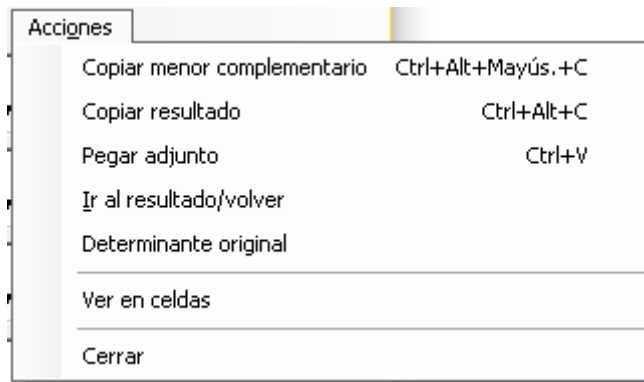 Acciones
Copiar menor complementario Ctrl+Alt+Mayús.+C
Copiar resultado Ctrl+Alt+C
Pegar adjunto Ctrl+V
Ir al resultado/volver
Determinante original
Ver en celdas
Cerrar